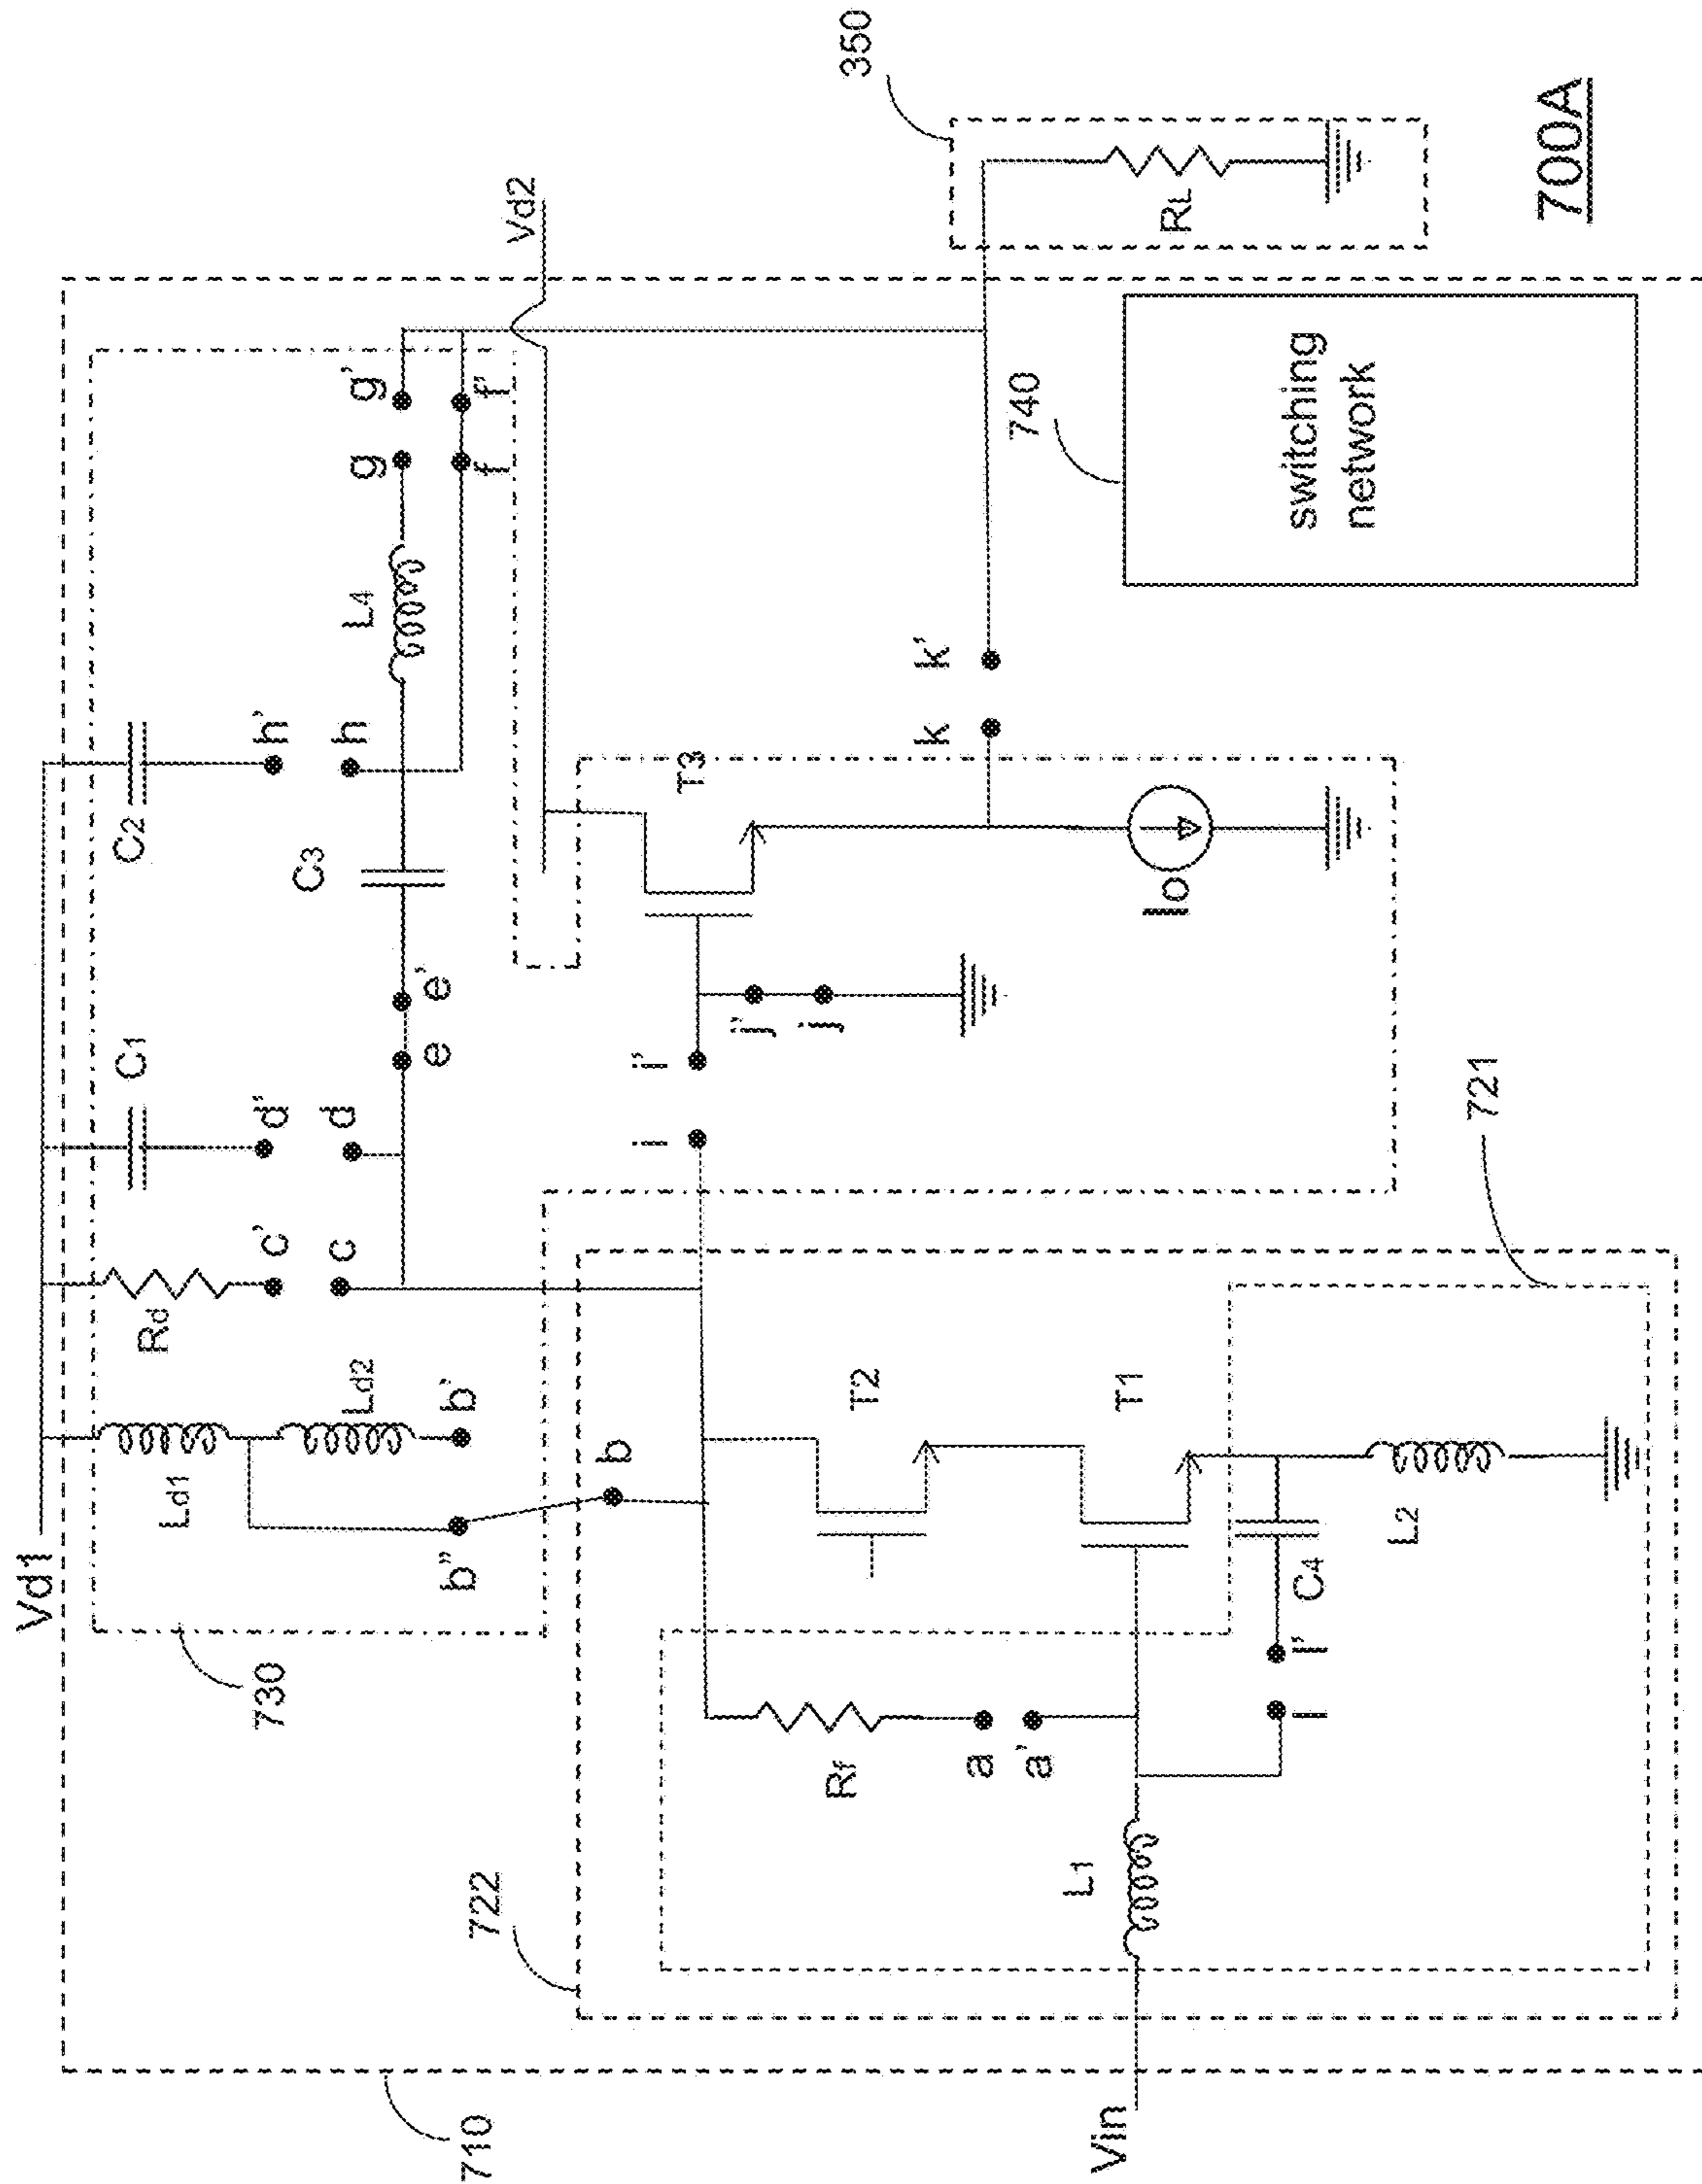 Vd1
Ld1
Ld2
b'
b"
b
Rd
c'
c
C1
d'
d
e
e'
C3
C2
h'
h
L4
g
g'
f
f'
Vd2
350
RL
730
722
710
Vin
L1
Rf
a
a'
T2
T1
l
l'
C4
L2
721
i
i'
j'
j
T3
Io
k
k'
740
switching
network
700A